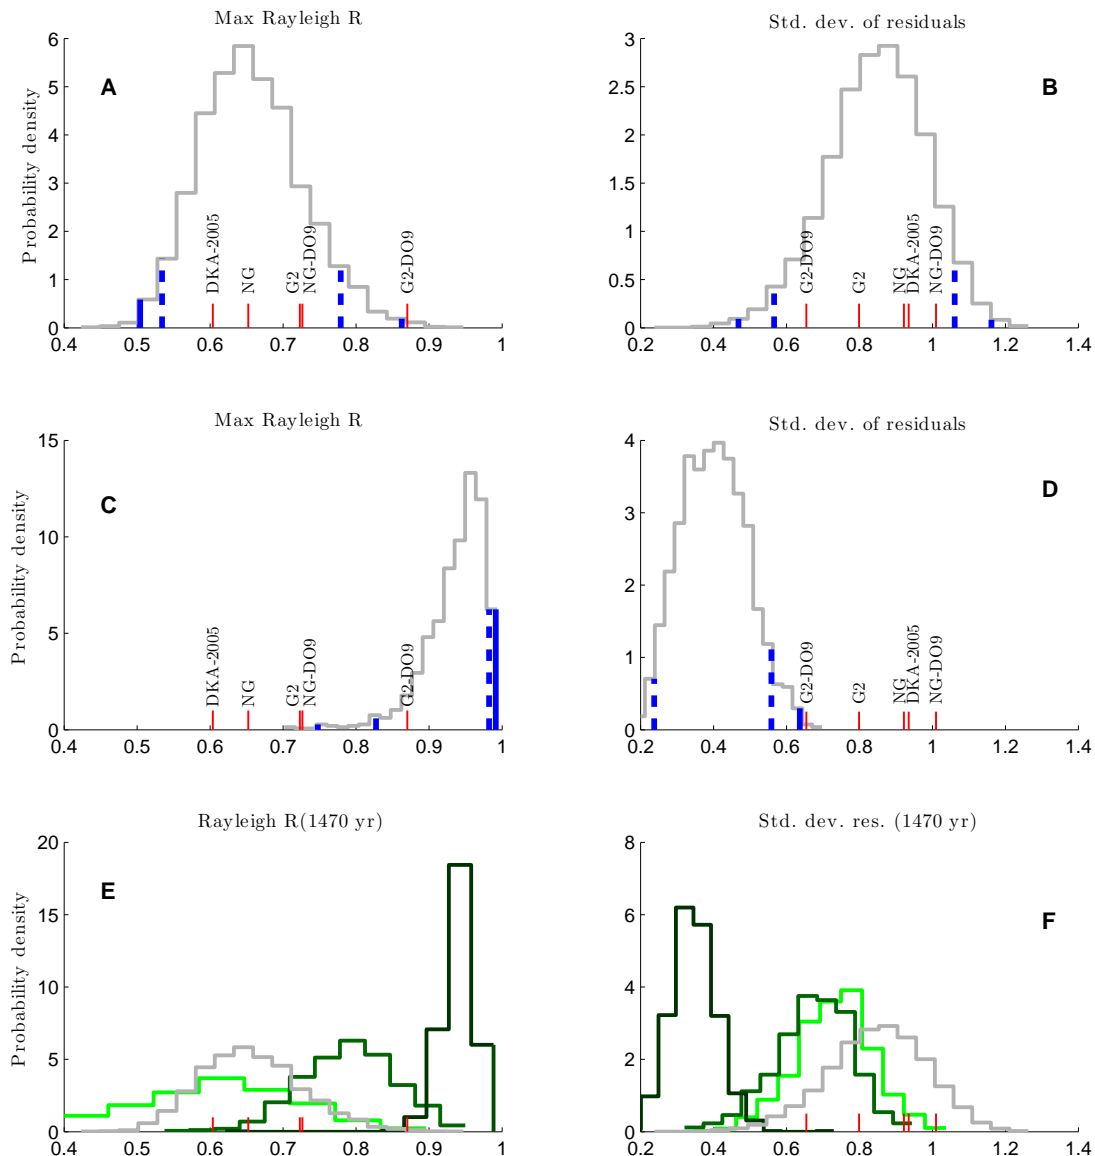 Max Rayleigh R
Std. dev. of residuals
Probability density
A
6
5
4
3
2
1
0
DKA-2005
NG
G2
NG-DO9
G2-DO9
0.4 0.5 0.6 0.7 0.8 0.9 1
B
3
2.5
2
1.5
1
0.5
0
G2-DO9
G2
NG
DKA-2005
NG-DO9
0.2 0.4 0.6 0.8 1 1.2 1.4
Max Rayleigh R
Std. dev. of residuals
Probability density
C
15
10
5
0
DKA-2005
NG
G2
NG-DO9
G2-DO9
0.4 0.5 0.6 0.7 0.8 0.9 1
D
4
3
2
1
0
G2-DO9
G2
NG
DKA-2005
NG-DO9
0.2 0.4 0.6 0.8 1 1.2 1.4
Rayleigh R(1470 yr)
Std. dev. res. (1470 yr)
Probability density
E
20
15
10
5
0
0.4 0.5 0.6 0.7 0.8 0.9 1
F
8
6
4
2
0
0.2 0.4 0.6 0.8 1 1.2 1.4